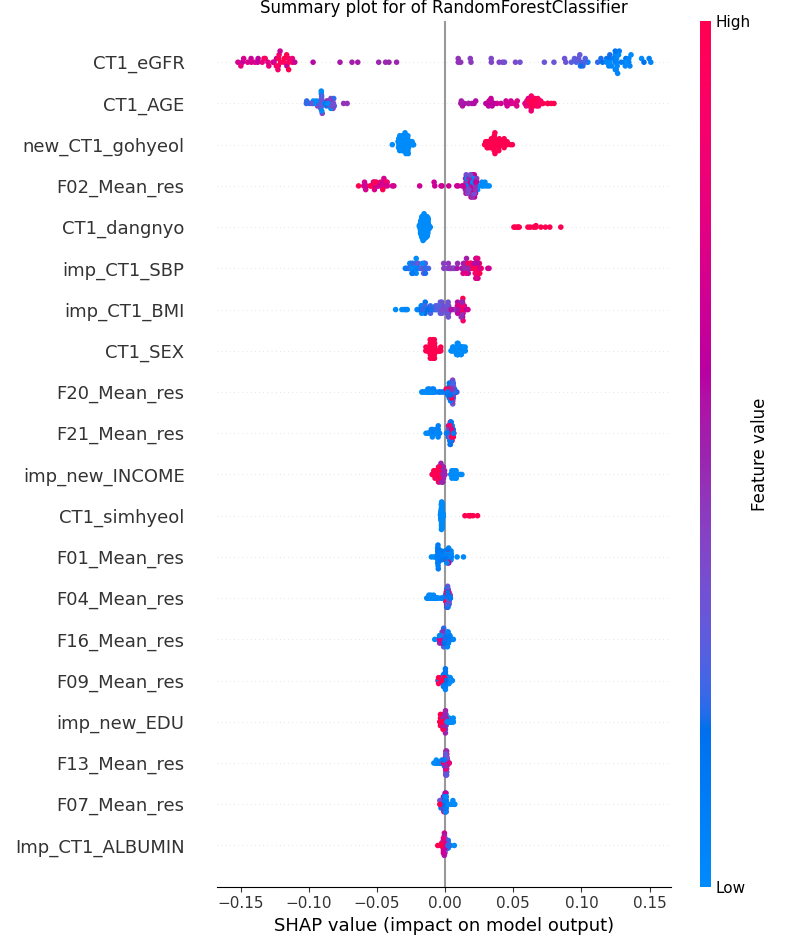 Summary plot for of RandomForestClassifier
High
CT1_eGFR
CT1_AGE
new_CT1_gohyeol
F02_Mean_res
CT1_dangnyo
imp_CT1_SBP
imp_CT1_BMI
CT1_SEX
F20_Mean_res
F21_Mean_res
imp_new_INCOME
CT1_simhyeol
F01_Mean_res
F04_Mean_res
F16_Mean_res
F09_Mean_res
imp_new_EDU
F13_Mean_res
F07_Mean_res
Imp_CT1_ALBUMIN
Feature value
Low
−0.15 −0.10 −0.05 0.00 0.05 0.10 0.15
SHAP value (impact on model output)